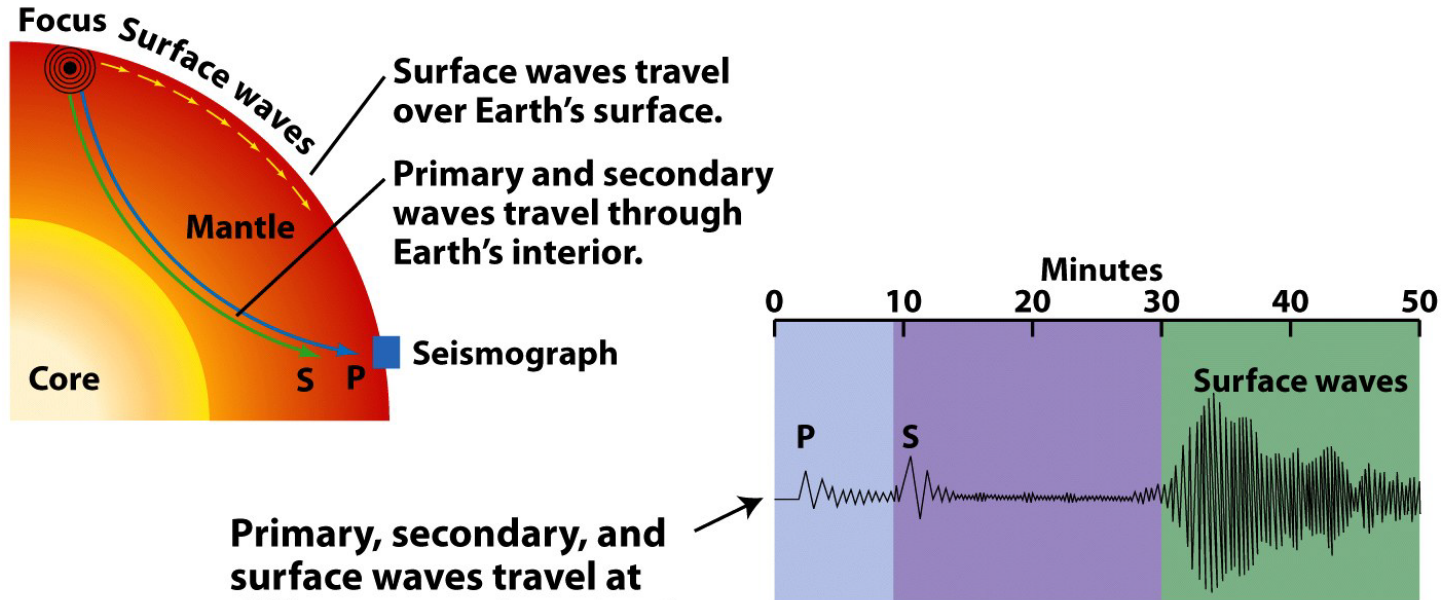 Focus
Surface waves
Surface waves travel
over Earth's surface.
Primary and secondary
waves travel through
Earth's interior.
Mantle
Core
S P
Seismograph
Minutes
0 10 20 30 40 50
Surface waves
P S
Primary, secondary, and
surface waves travel at